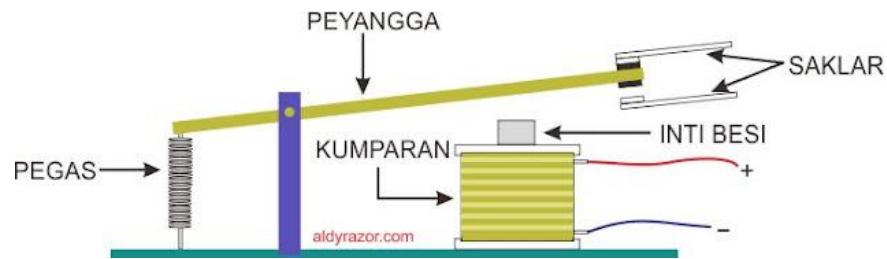 PEYANGGA
SAKLAR
INTI BESI
KUMPARAN
PEGAS
+
aldyrazor.com
−